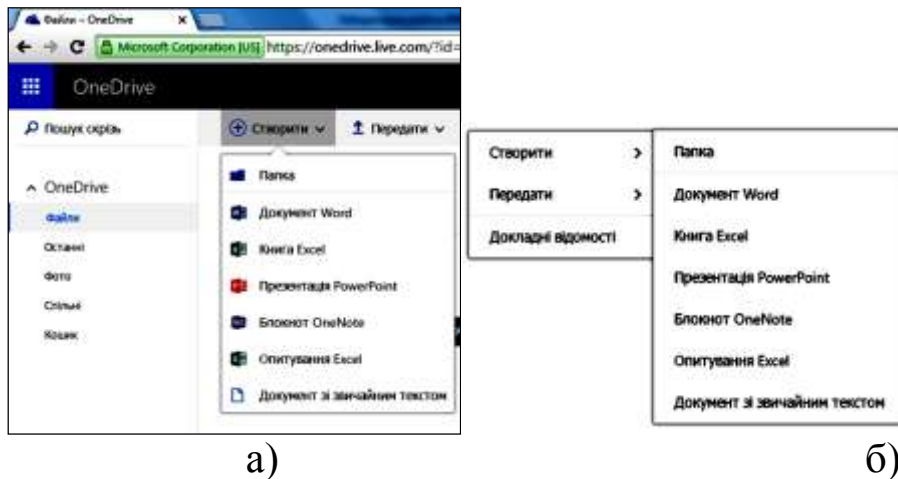 Файли – OneDrive
Microsoft Corporation [US] https://onedrive.live.com/?id=
OneDrive
Пошук скрізь
Створити
Передати
OneDrive
Файли
Останні
Фото
Спільні
Кошик
Папка
Документ Word
Книга Excel
Презентація PowerPoint
Блокнот OneNote
Опитування Excel
Документ зі звичайним текстом
а)
Створити
Передати
Докладні відомості
Папка
Документ Word
Книга Excel
Презентація PowerPoint
Блокнот OneNote
Опитування Excel
Документ зі звичайним текстом
б)